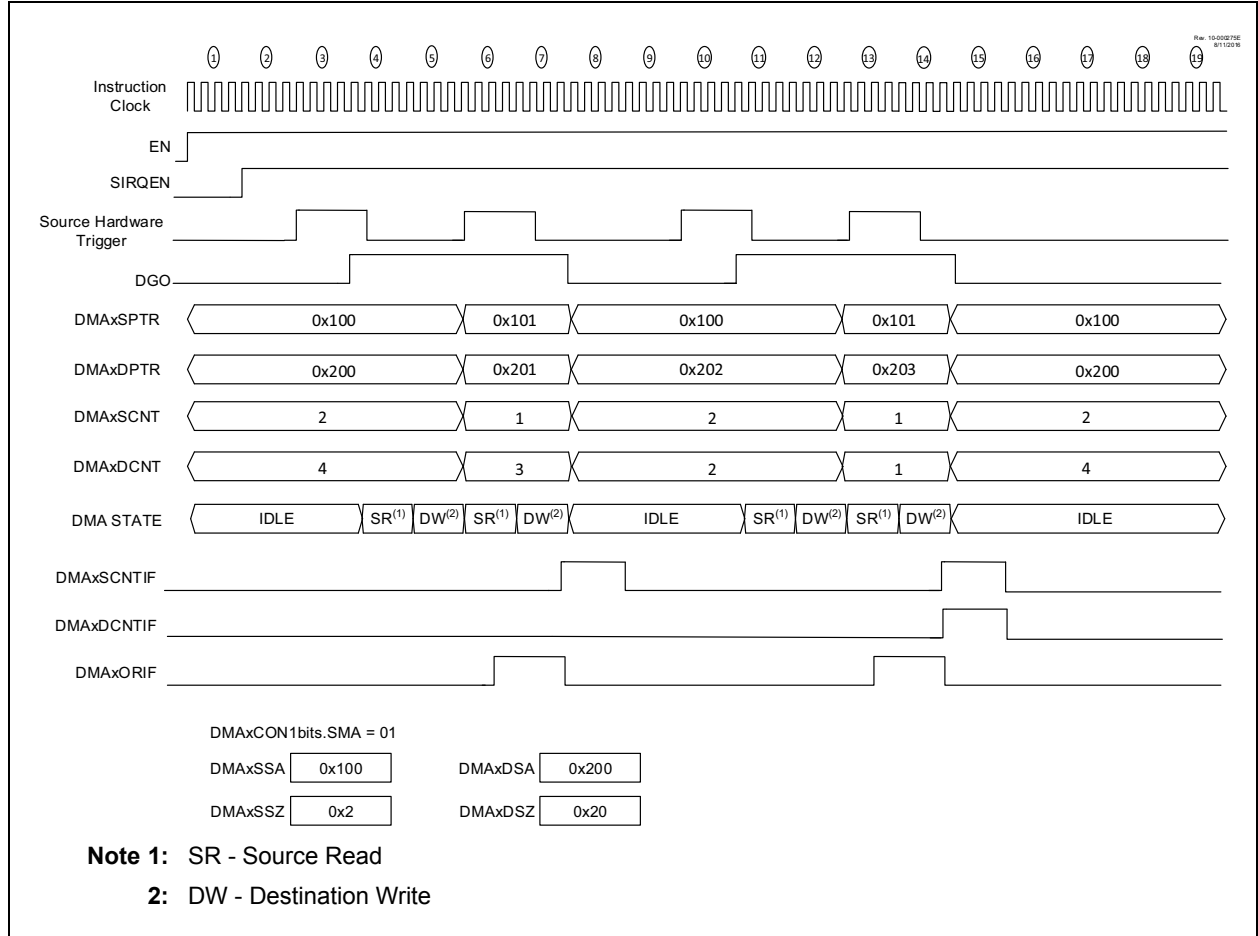 Rev. 10-000275E
8/11/2016
1 2 3 4 5 6 7 8 9 10 11 12 13 14 15 16 17 18 19
Instruction
Clock
EN
SIRQEN
Source Hardware
Trigger
DGO
DMAxSPTR 0x100 0x101 0x100 0x101 0x100
DMAxDPTR 0x200 0x201 0x202 0x203 0x200
DMAxSCNT 2 1 2 1 2
DMAxDCNT 4 3 2 1 4
DMA STATE IDLE SR(1) DW(2) SR(1) DW(2) IDLE SR(1) DW(2) SR(1) DW(2) IDLE
DMAxSCNTIF
DMAxDCNTIF
DMAxORIF
DMAxCON1bits.SMA = 01
DMAxSSA 0x100 DMAxDSA 0x200
DMAxSSZ 0x2 DMAxDSZ 0x20
Note 1: SR - Source Read
2: DW - Destination Write